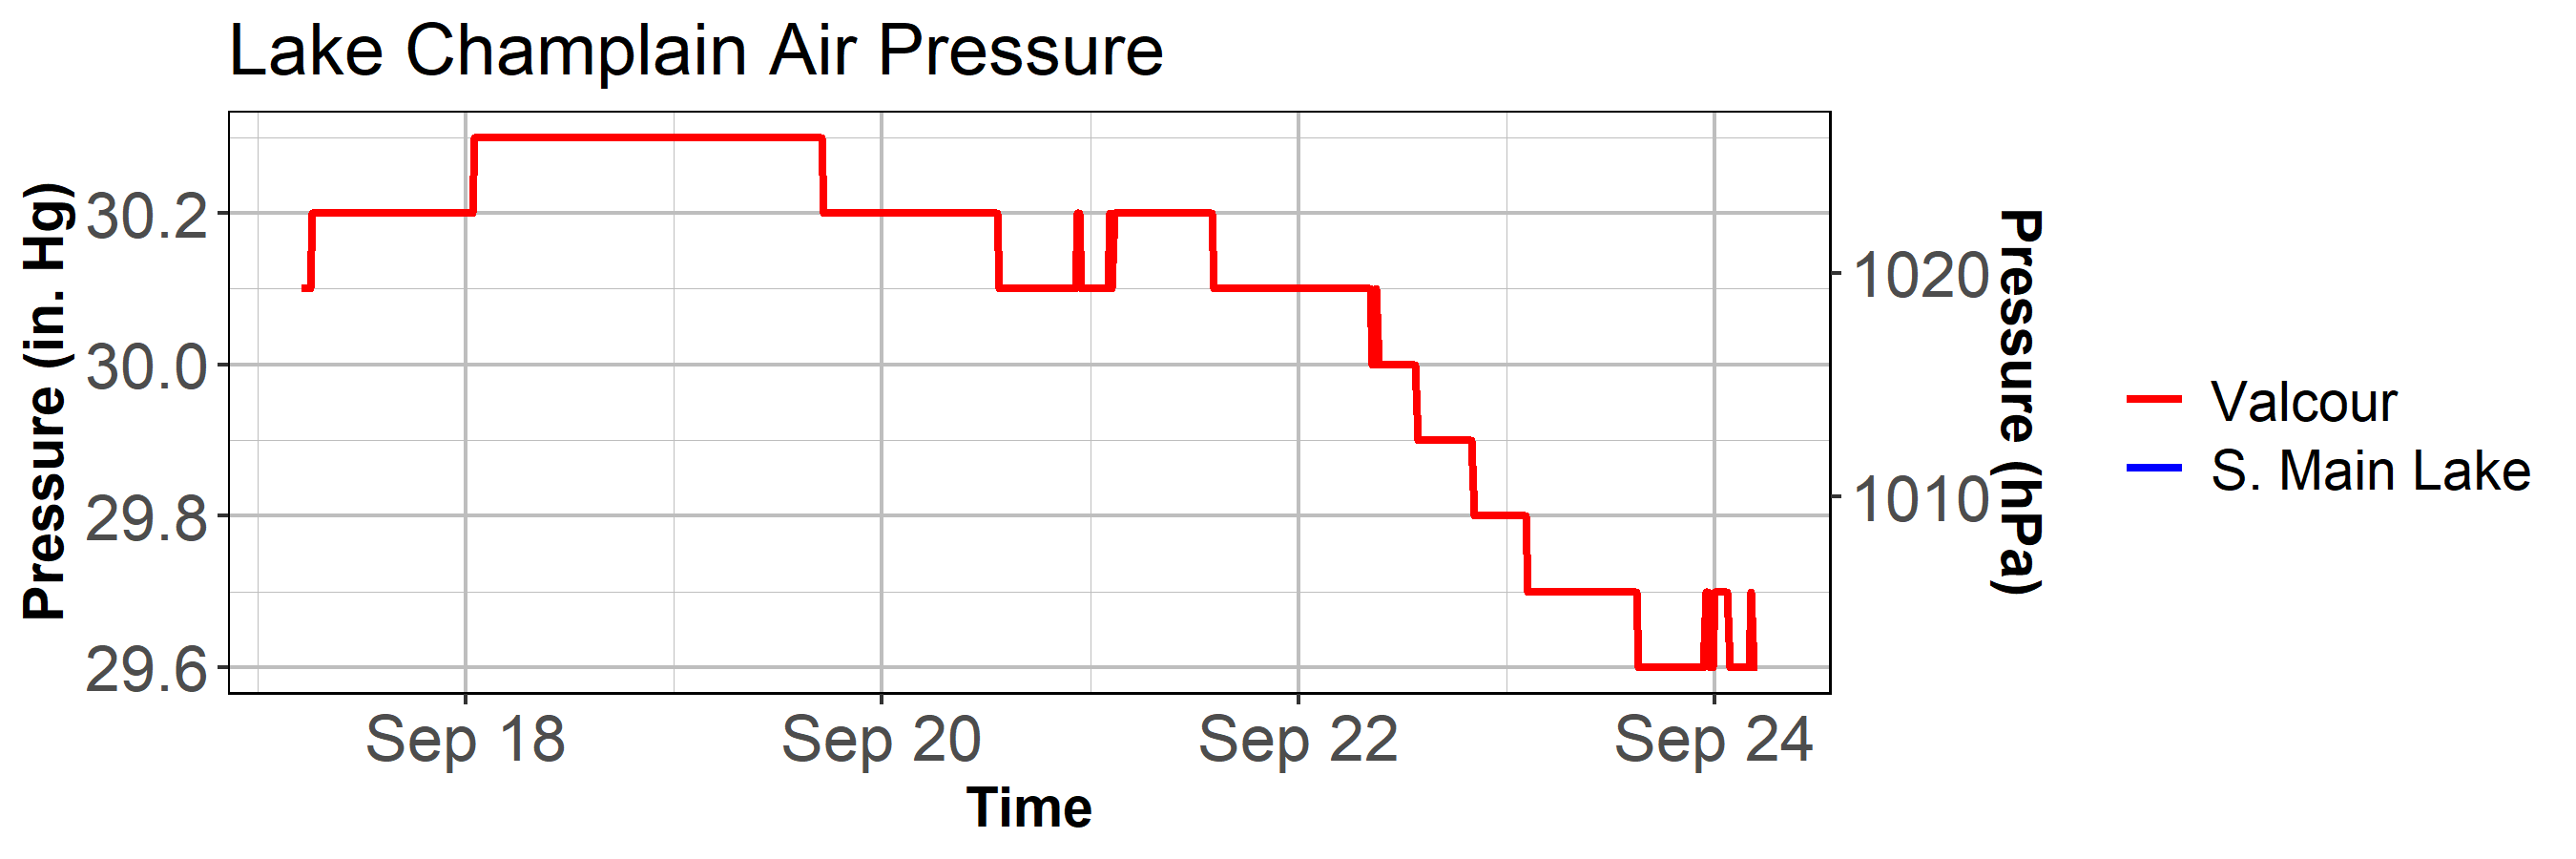 Lake Champlain Air Pressure
Pressure (in. Hg)
30.2
30.0
29.8
29.6
1020
1010
Pressure (hPa)
Valcour
S. Main Lake
Sep 18
Sep 20
Sep 22
Sep 24
Time